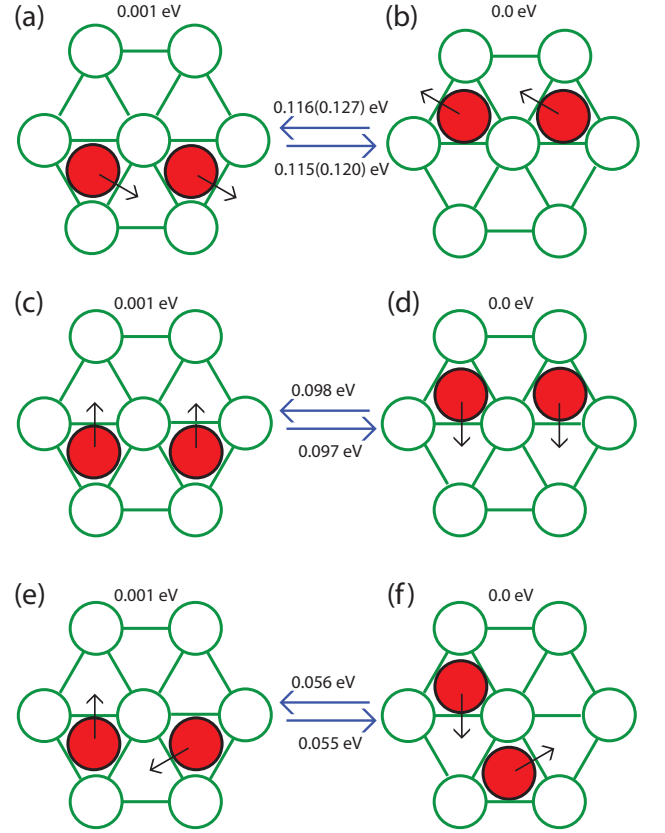 (a) 0.001 eV (b) 0.0 eV
0.116(0.127) eV
0.115(0.120) eV
(c) 0.001 eV (d) 0.0 eV
0.098 eV
0.097 eV
(e) 0.001 eV (f) 0.0 eV
0.056 eV
0.055 eV